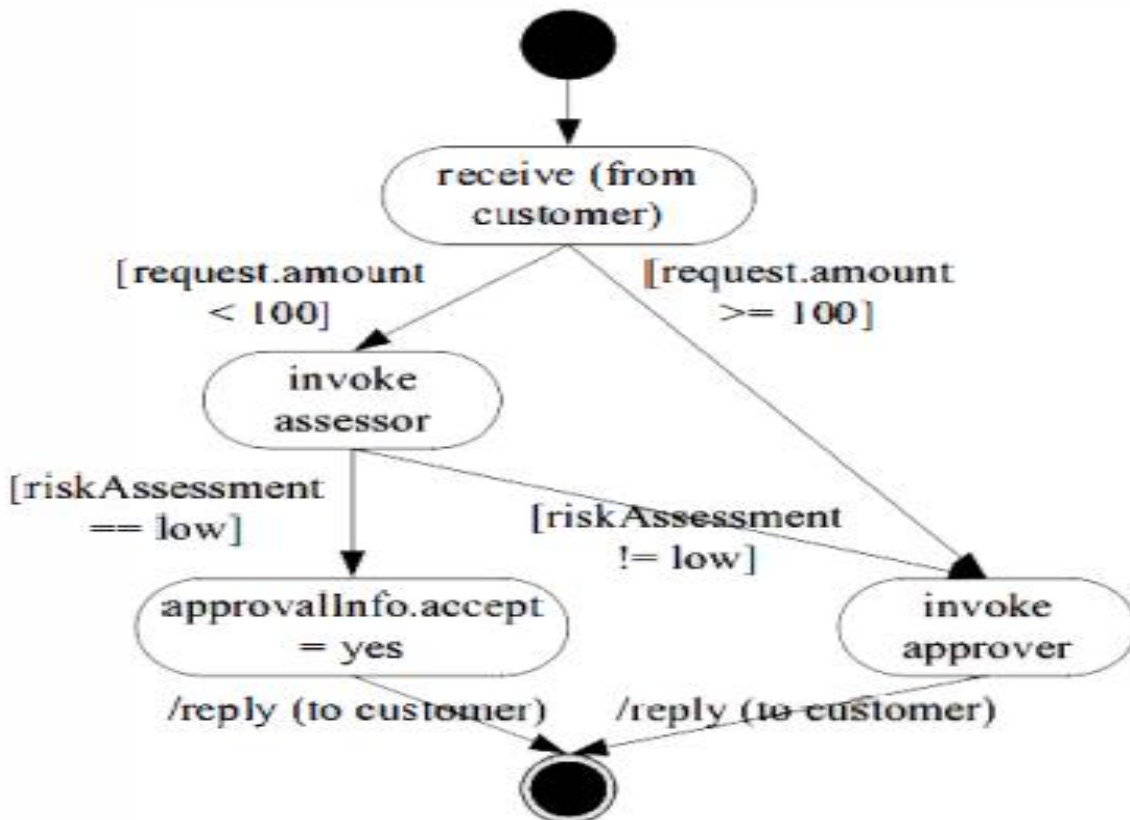 receive (from
customer)
[request.amount
< 100]
[request.amount
>= 100]
invoke
assessor
[riskAssessment
== low]
[riskAssessment
!= low]
approvalInfo.accept
= yes
invoke
approver
/reply (to customer)
/reply (to customer)